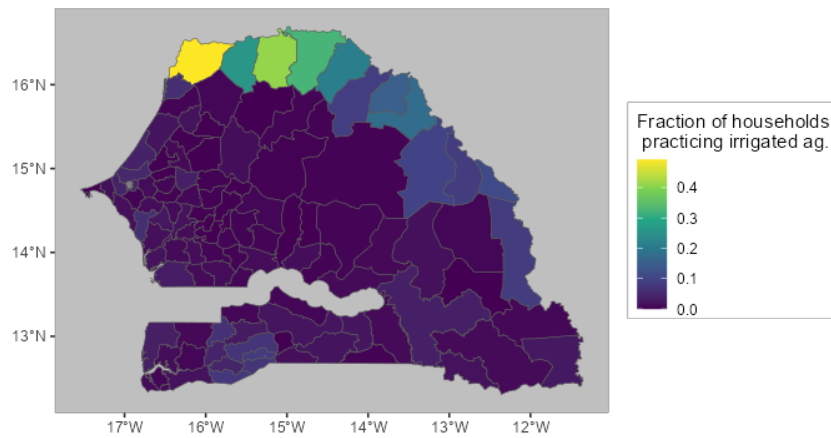 16°N
15°N
14°N
13°N
17°W 16°W 15°W 14°W 13°W 12°W
Fraction of households
practicing irrigated ag.
0.4
0.3
0.2
0.1
0.0